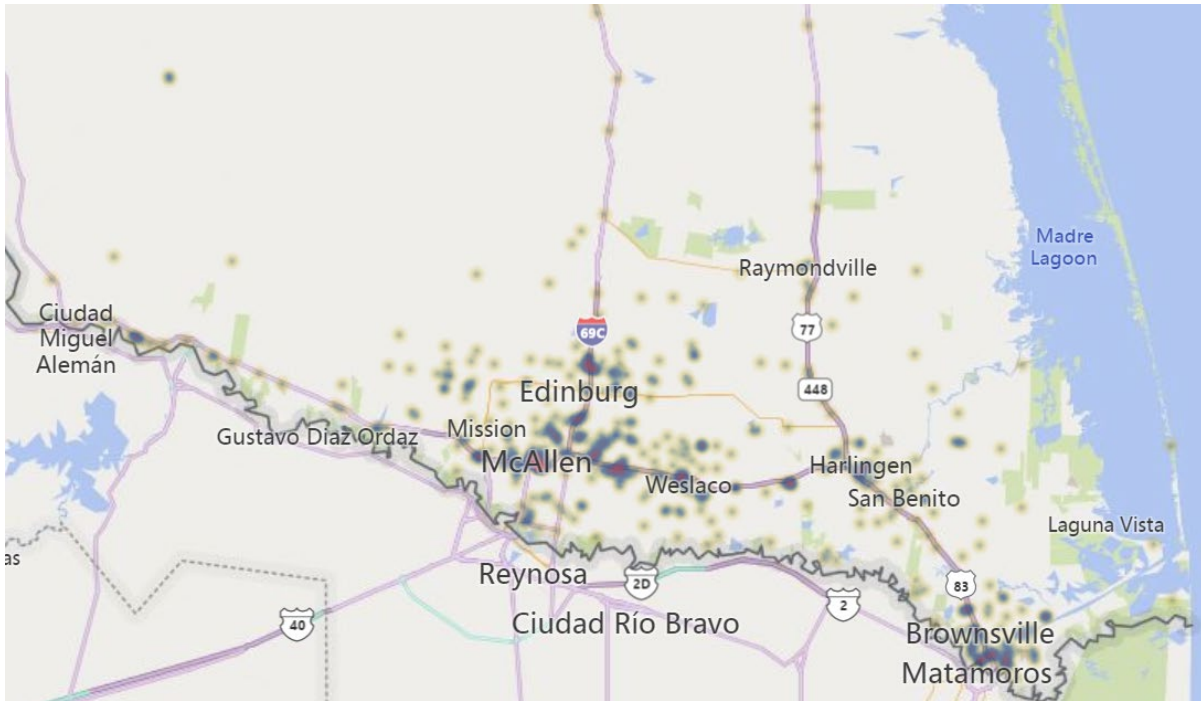 Madre
Lagoon
Raymondville
Ciudad
Miguel
Alemán
69C
77
Edinburg
448
Gustavo Díaz Ordaz
Mission
McAllen
Harlingen
Weslaco
San Benito
Laguna Vista
as
Reynosa
2D
83
2
40
Ciudad Río Bravo
Brownsville
Matamoros